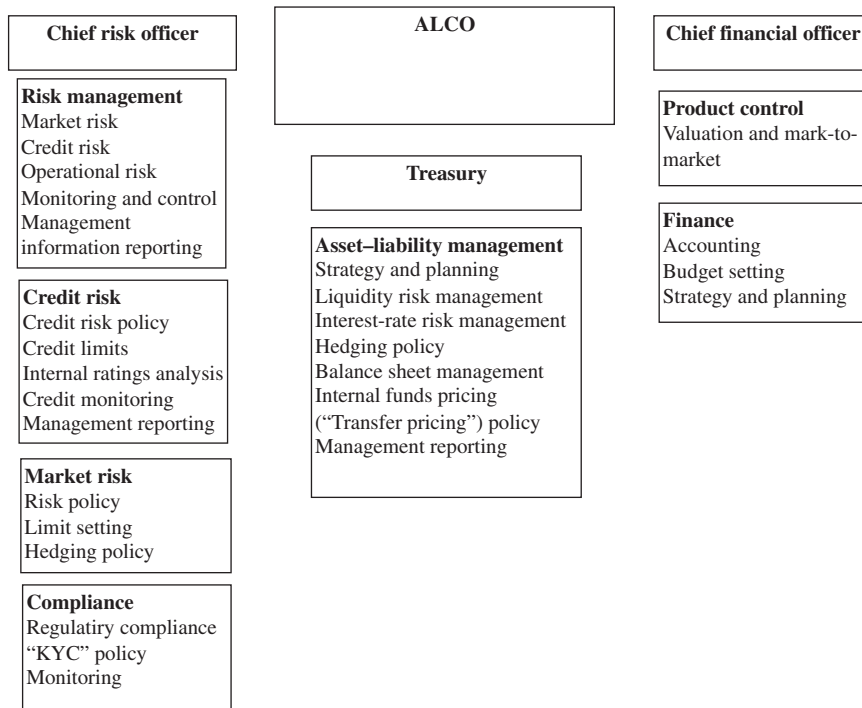 Chief risk officer
Risk management
Market risk
Credit risk
Operational risk
Monitoring and control
Management
information reporting
Credit risk
Credit risk policy
Credit limits
Internal ratings analysis
Credit monitoring
Management reporting
Market risk
Risk policy
Limit setting
Hedging policy
Compliance
Regulatiry compliance
“KYC” policy
Monitoring
ALCO
Treasury
Asset–liability management
Strategy and planning
Liquidity risk management
Interest-rate risk management
Hedging policy
Balance sheet management
Internal funds pricing
(“Transfer pricing”) policy
Management reporting
Chief financial officer
Product control
Valuation and mark-to-
market
Finance
Accounting
Budget setting
Strategy and planning